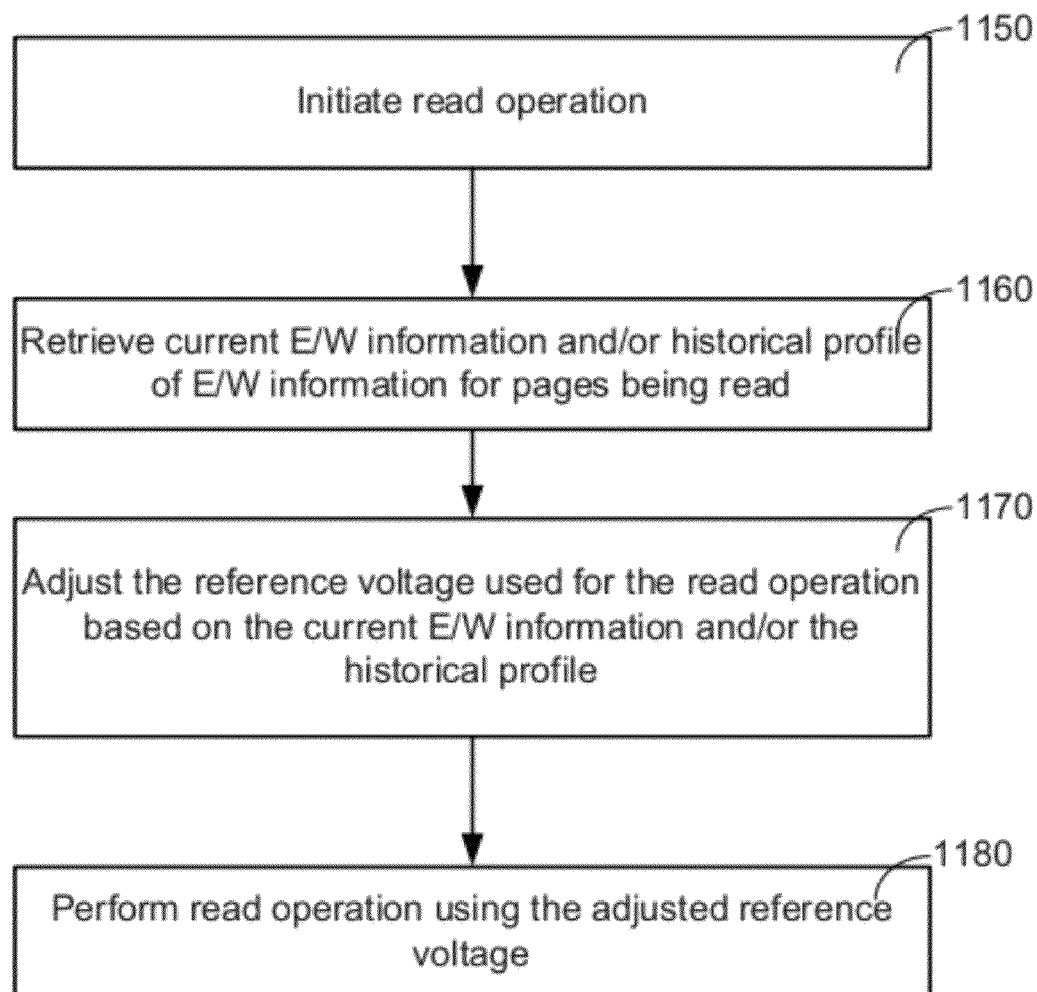 1150
Initiate read operation
1160
Retrieve current E/W information and/or historical profile
of E/W information for pages being read
1170
Adjust the reference voltage used for the read operation
based on the current E/W information and/or the
historical profile
1180
Perform read operation using the adjusted reference
voltage